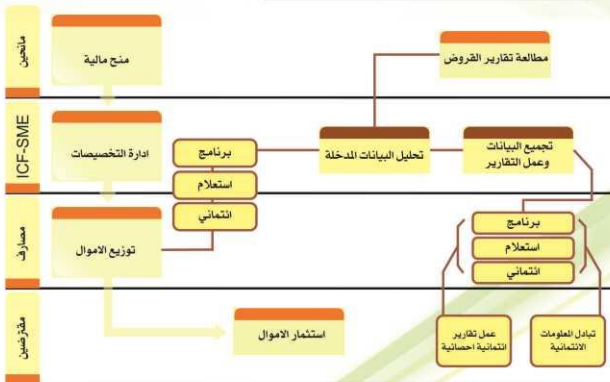 مانحين
منح مالية
مطالعة تقارير القروض
ICF-SME
ادارة التخصيصات
برنامج
استعلام
ائتماني
تحليل البيانات المدخلة
تجميع البيانات
وعمل التقارير
مصارف
توزيع الاموال
برنامج
استعلام
ائتماني
مقترضين
استثمار الاموال
عمل تقارير
ائتمانية احصائية
تبادل المعلومات
الائتمانية